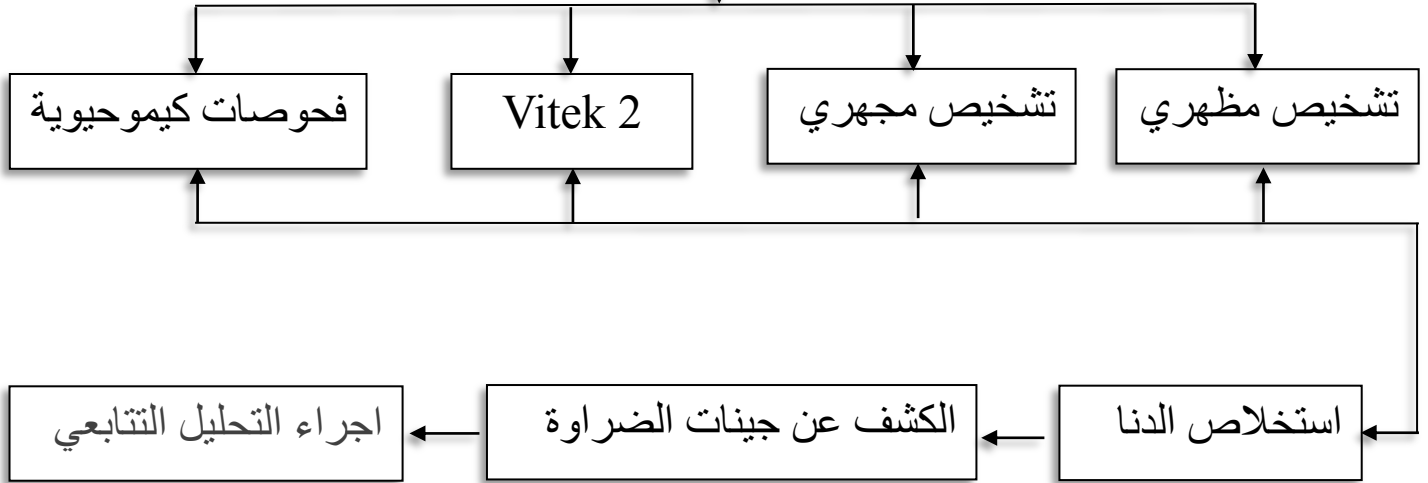 تشخيص مظهري
تشخيص مجهري
Vitek 2
فحوصات كيموحيوية
استخلاص الدنا
الكشف عن جينات الضراوة
اجراء التحليل التتابعي